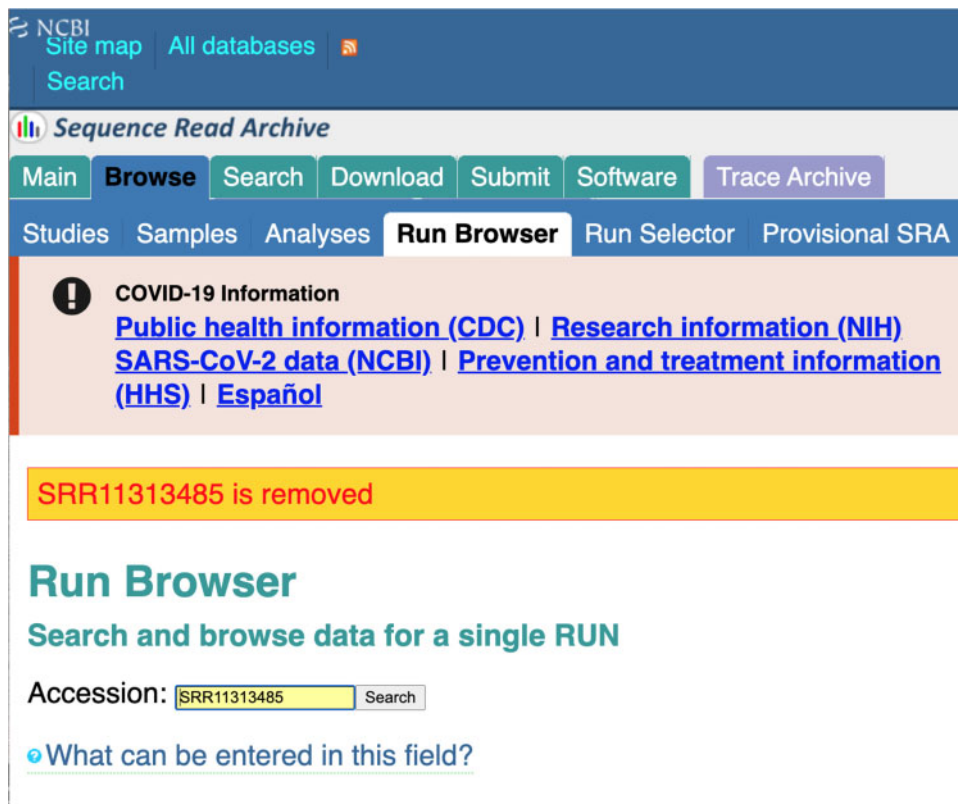 NCBI
Site map All databases
Search
Sequence Read Archive
Main Browse Search Download Submit Software Trace Archive
Studies Samples Analyses Run Browser Run Selector Provisional SRA
COVID-19 Information
Public health information (CDC) | Research information (NIH)
SARS-CoV-2 data (NCBI) | Prevention and treatment information
(HHS) | Español
SRR11313485 is removed
Run Browser
Search and browse data for a single RUN
Accession: SRR11313485 Search
What can be entered in this field?